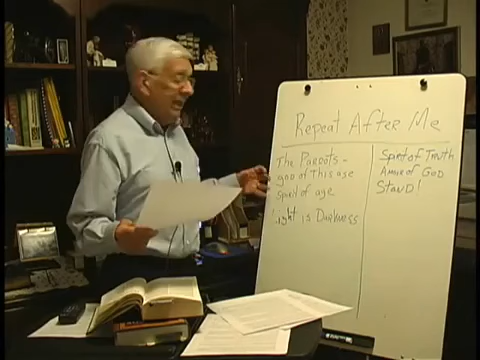 Repeat After Me
The Parrots -
god of this age
Spirit of age
Light is Darkness
Spirit of Truth
Armor of God
Stand!